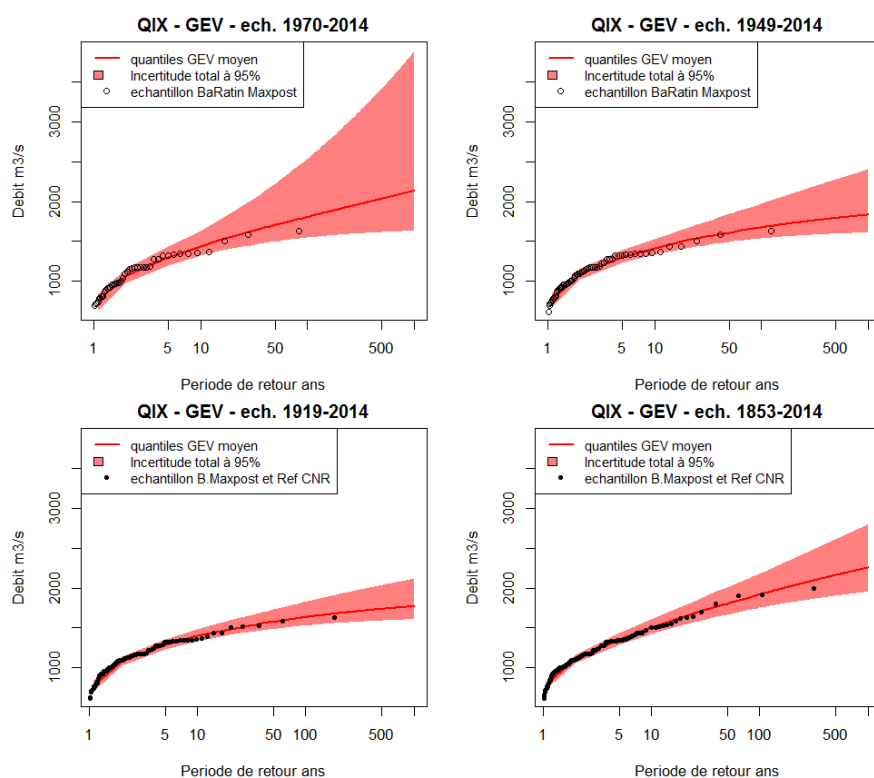 QIX - GEV - ech. 1970-2014
quantiles GEV moyen
Incertitude total à 95%
echantillon BaRatin Maxpost
Debit m3/s
1000
2000
3000
1
5
10
50
500
Periode de retour ans
QIX - GEV - ech. 1949-2014
quantiles GEV moyen
Incertitude total à 95%
echantillon BaRatin Maxpost
Debit m3/s
1000
2000
3000
1
5
10
50
500
Periode de retour ans
QIX - GEV - ech. 1919-2014
quantiles GEV moyen
Incertitude total à 95%
echantillon B.Maxpost et Ref CNR
Debit m3/s
1000
2000
3000
1
5
10
50
100
500
Periode de retour ans
QIX - GEV - ech. 1853-2014
quantiles GEV moyen
Incertitude total à 95%
echantillon B.Maxpost et Ref CNR
Debit m3/s
1000
2000
3000
1
5
10
50
100
500
Periode de retour ans